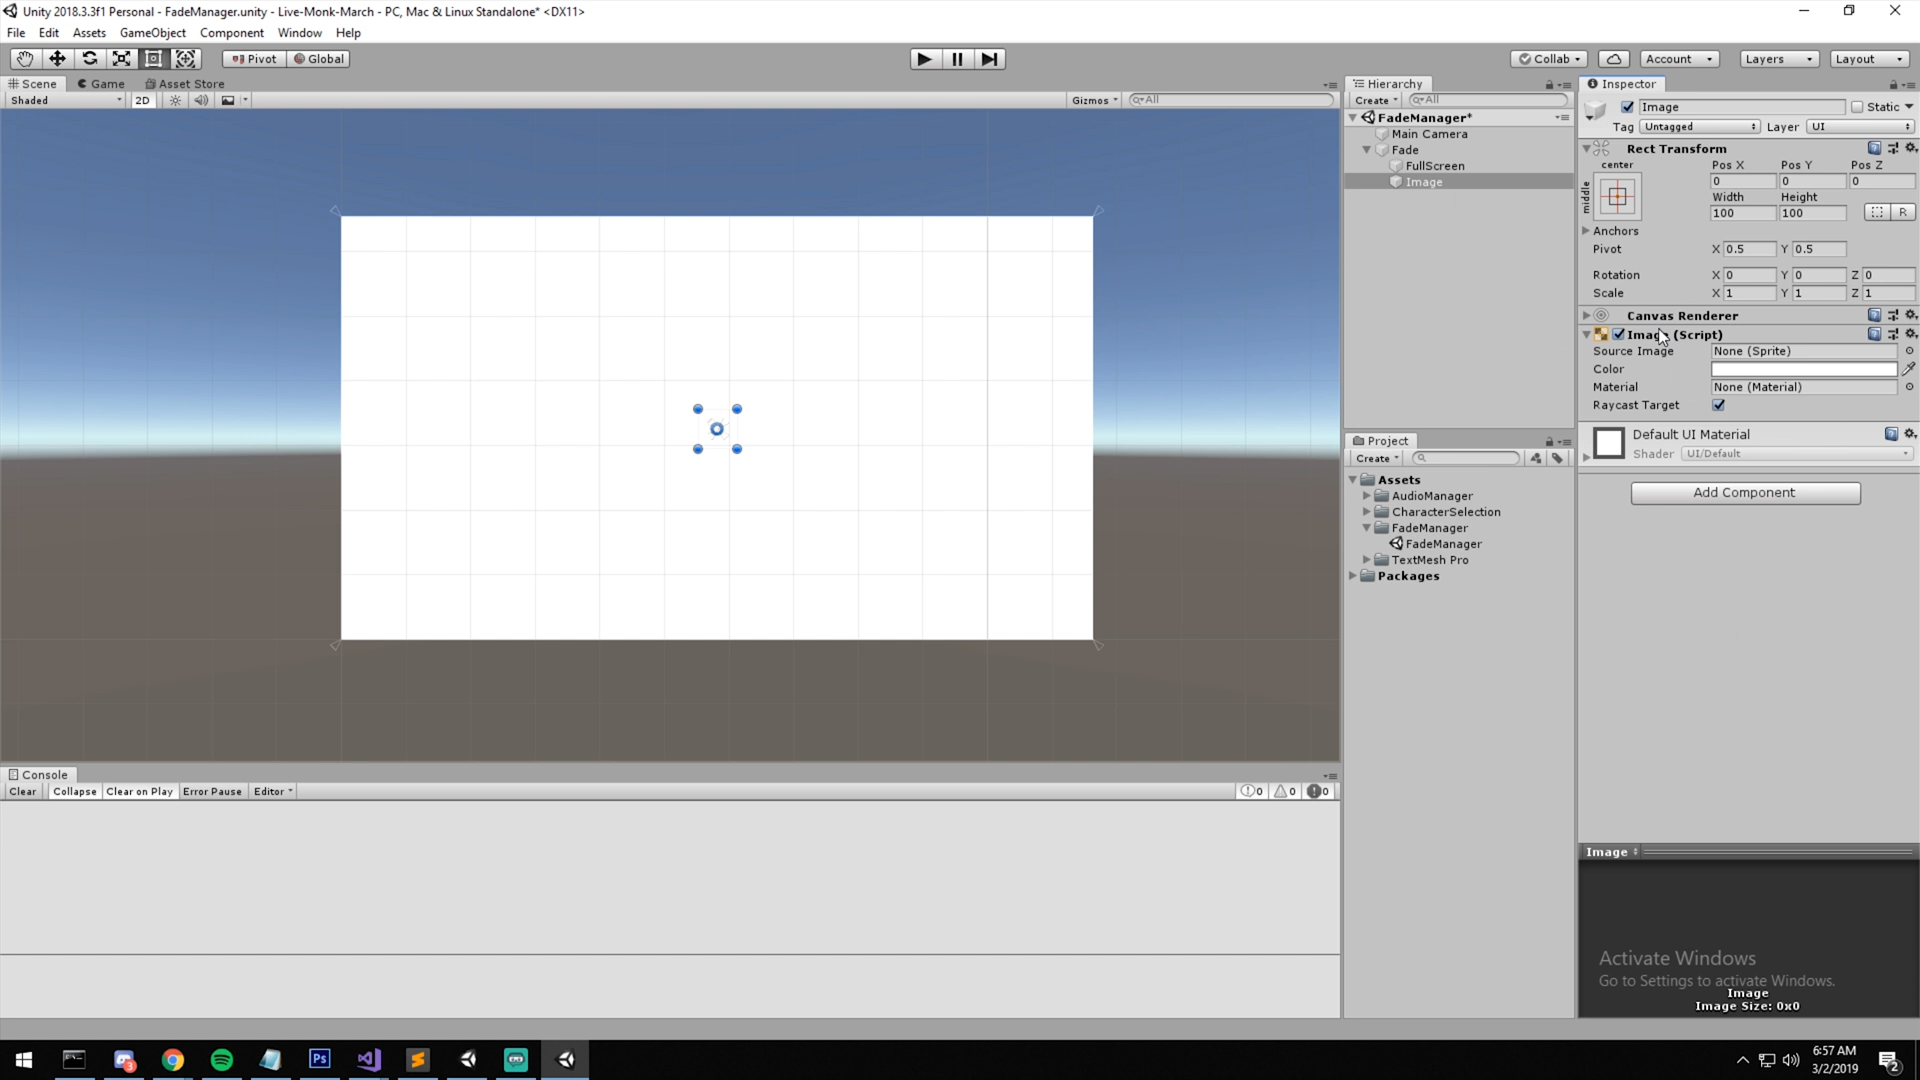 Unity 2018.3.3f1 Personal - FadeManager.unity - Live-Monk-March - PC, Mac & Linux Standalone* <DX11>
File Edit Assets GameObject Component Window Help
Pivot Global
Collab Account Layers Layout
Scene Game Asset Store
Shaded 2D Gizmos All
Hierarchy
Create All
FadeManager*
Main Camera
Fade
FullScreen
Image
Inspector
Image Static
Tag Untagged Layer UI
Rect Transform
center Pos X Pos Y Pos Z
middle
0 0 0
Width Height
100 100 R
Anchors
Pivot X 0.5 Y 0.5
Rotation X 0 Y 0 Z 0
Scale X 1 Y 1 Z 1
Canvas Renderer
Image (Script)
Source Image None (Sprite)
Color
Material None (Material)
Raycast Target
Default UI Material
Shader UI/Default
Add Component
Project
Create
Assets
AudioManager
CharacterSelection
FadeManager
FadeManager
TextMesh Pro
Packages
Console
Clear Collapse Clear on Play Error Pause Editor 0 0 0
Image
Activate Windows
Go to Settings to activate Windows.
Image
Image Size: 0x0
3
Ps
6:57 AM
3/2/2019
2